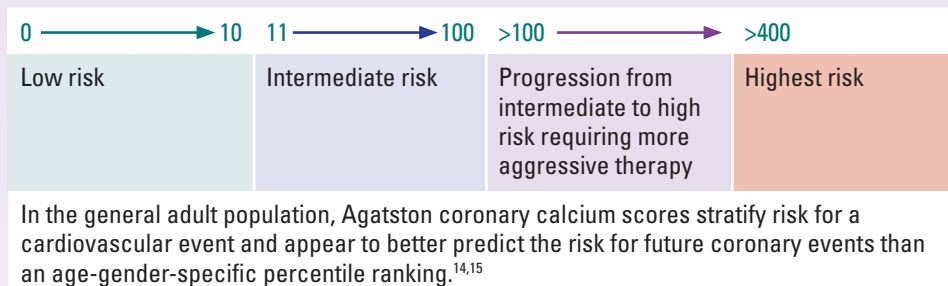 0 10 11 100 >100 >400
Low risk
Intermediate risk
Progression from
intermediate to high
risk requiring more
aggressive therapy
Highest risk
In the general adult population, Agatston coronary calcium scores stratify risk for a
cardiovascular event and appear to better predict the risk for future coronary events than
an age-gender-specific percentile ranking.14,15